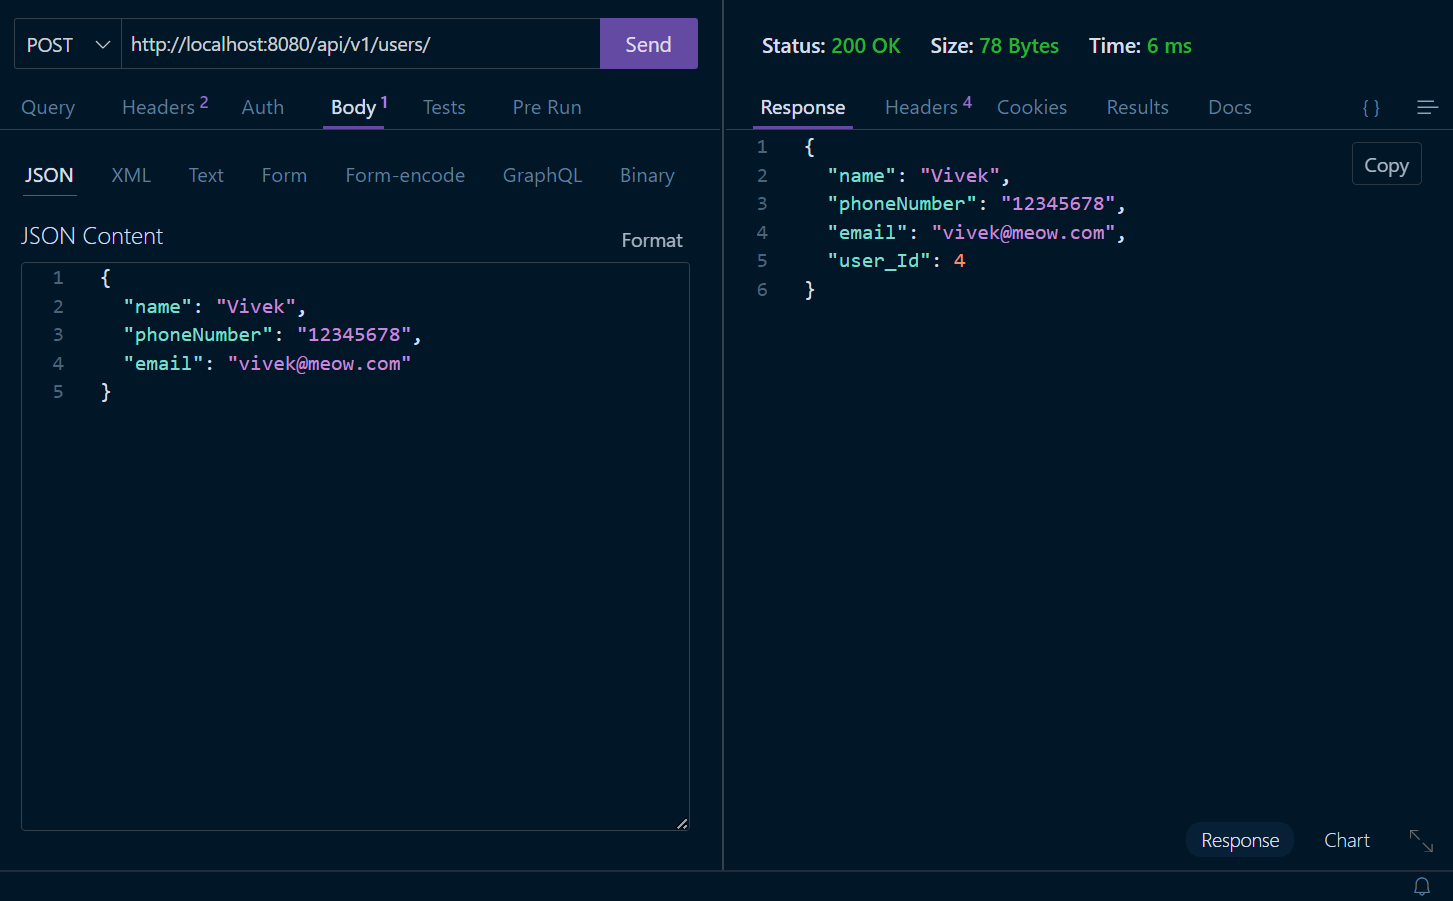 POST http://localhost:8080/api/v1/users/ Send
Query Headers 2 Auth Body 1 Tests Pre Run
JSON XML Text Form Form-encode GraphQL Binary
JSON Content Format
1 {
2 "name": "Vivek",
3 "phoneNumber": "12345678",
4 "email": "vivek@meow.com"
5 }
Status: 200 OK Size: 78 Bytes Time: 6 ms
Response Headers 4 Cookies Results Docs { }
Copy
1 {
2 "name": "Vivek",
3 "phoneNumber": "12345678",
4 "email": "vivek@meow.com",
5 "user_Id": 4
6 }
Response Chart